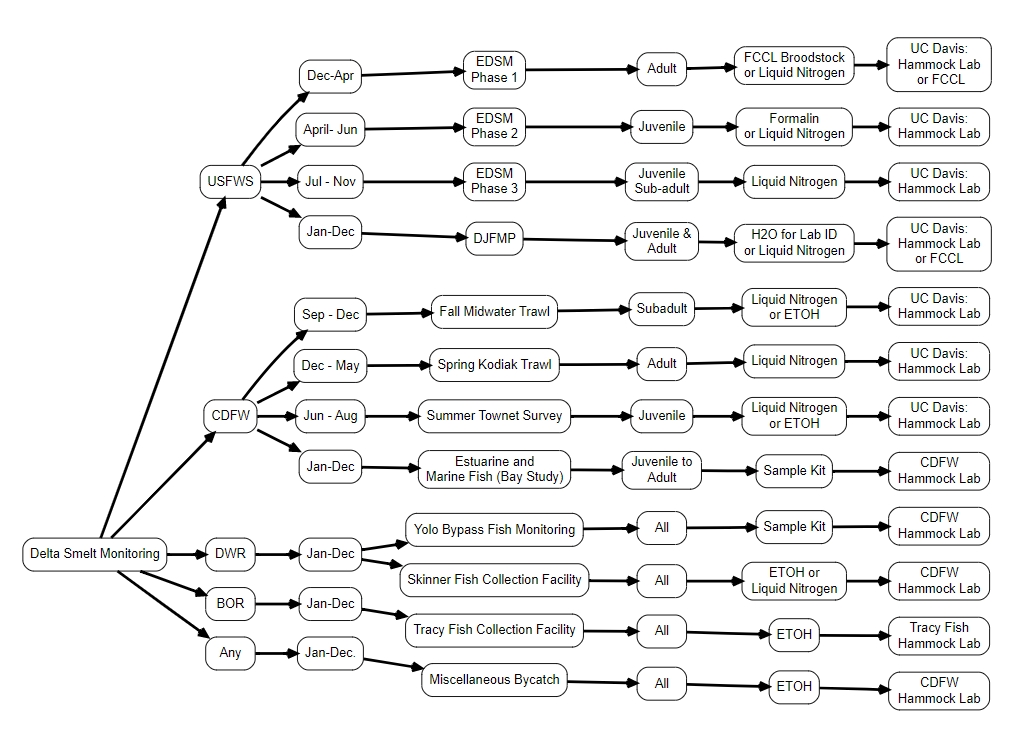 Delta Smelt Monitoring
USFWS
Dec-Apr
EDSM
Phase 1
Adult
FCCL Broodstock
or Liquid Nitrogen
UC Davis:
Hammock Lab
or FCCL
April- Jun
EDSM
Phase 2
Juvenile
Formalin
or Liquid Nitrogen
UC Davis:
Hammock Lab
Jul - Nov
EDSM
Phase 3
Juvenile
Sub-adult
Liquid Nitrogen
UC Davis:
Hammock Lab
Jan-Dec
DJFMP
Juvenile &
Adult
H2O for Lab ID
or Liquid Nitrogen
UC Davis:
Hammock Lab
or FCCL
CDFW
Sep - Dec
Fall Midwater Trawl
Subadult
Liquid Nitrogen
or ETOH
UC Davis:
Hammock Lab
Dec - May
Spring Kodiak Trawl
Adult
Liquid Nitrogen
UC Davis:
Hammock Lab
Jun - Aug
Summer Townet Survey
Juvenile
Liquid Nitrogen
or ETOH
UC Davis:
Hammock Lab
Jan-Dec
Estuarine and
Marine Fish (Bay Study)
Juvenile to
Adult
Sample Kit
CDFW
Hammock Lab
DWR
Jan-Dec
Yolo Bypass Fish Monitoring
All
Sample Kit
CDFW
Hammock Lab
Skinner Fish Collection Facility
All
ETOH or
Liquid Nitrogen
CDFW
Hammock Lab
BOR
Jan-Dec
Tracy Fish Collection Facility
All
ETOH
Tracy Fish
Hammock Lab
Any
Jan-Dec.
Miscellaneous Bycatch
All
ETOH
CDFW
Hammock Lab